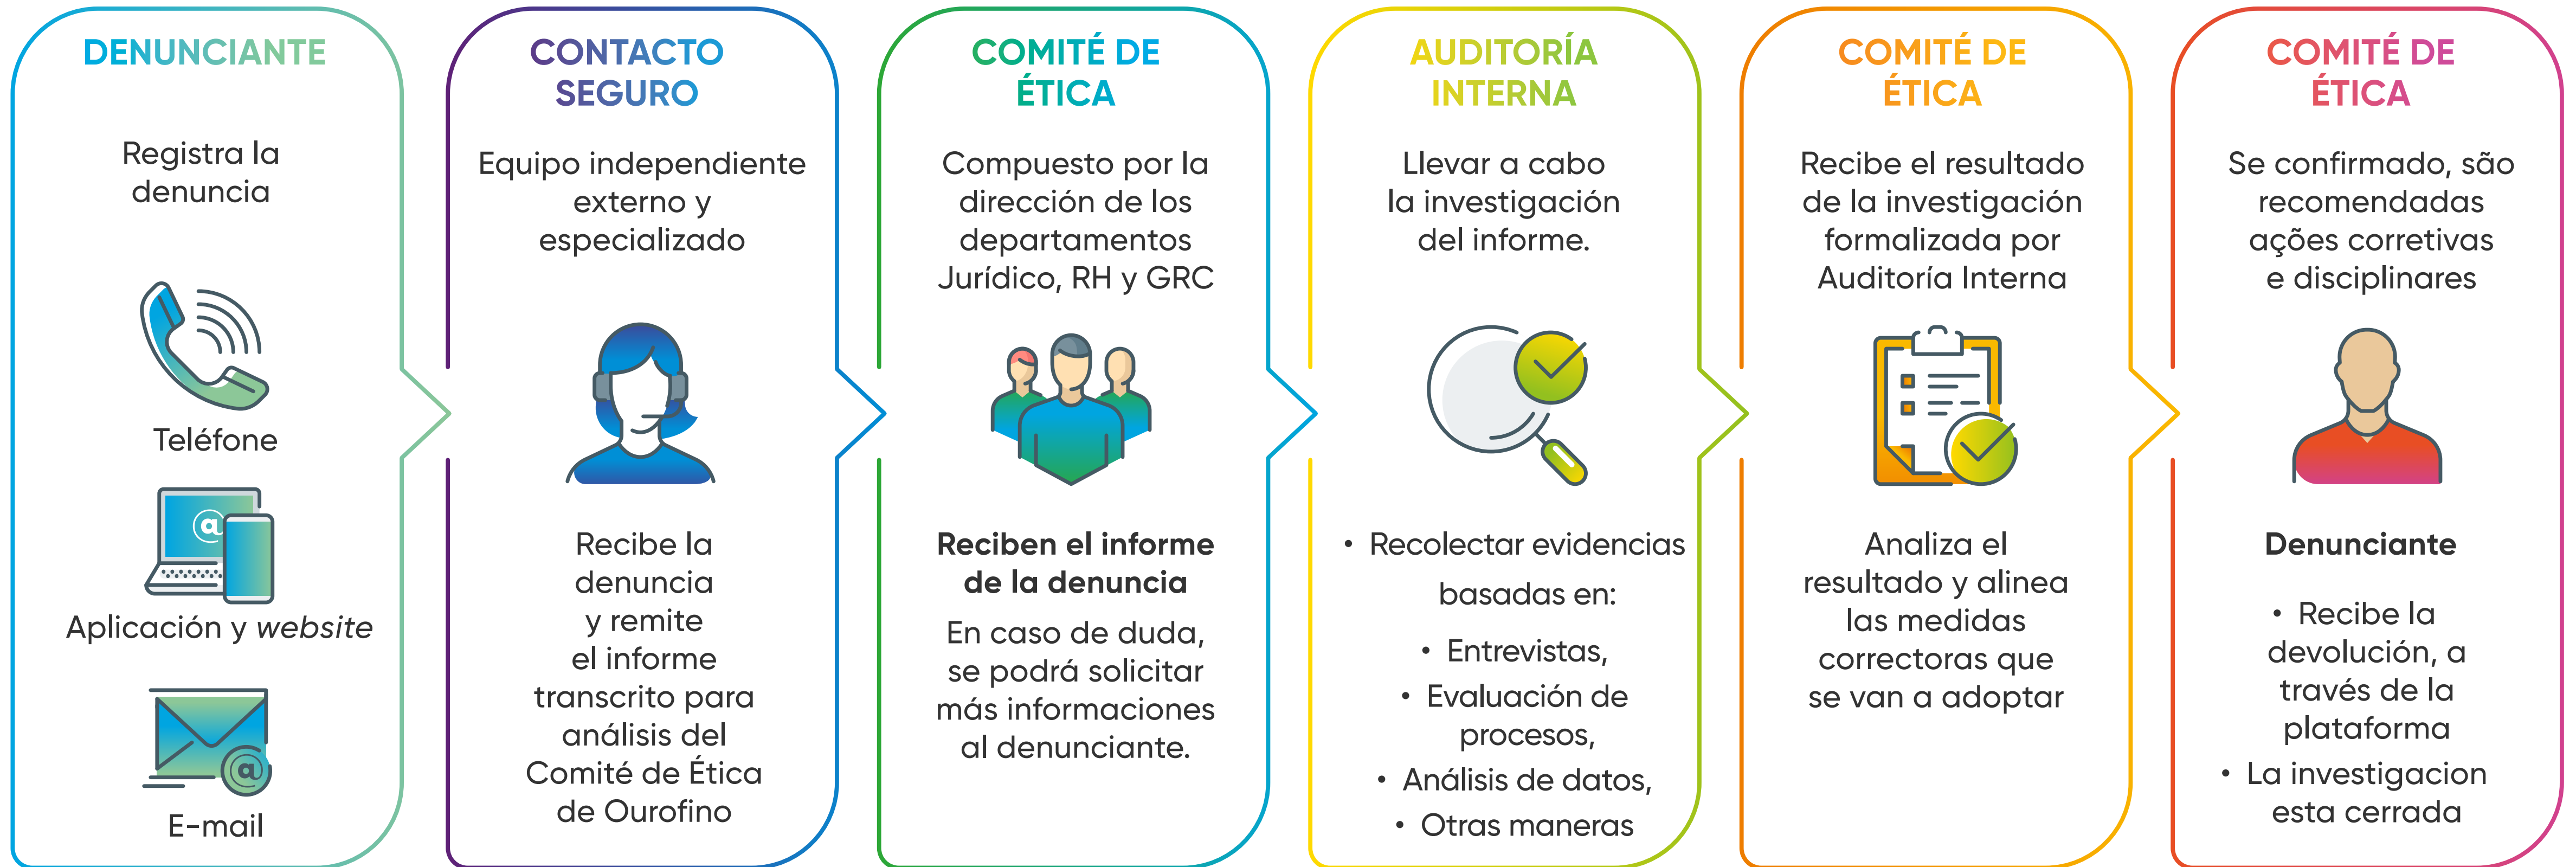 DENUNCIANTE
Registra la
denuncia
Teléfone
@
Aplicación y website
@
E-mail
CONTACTO
SEGURO
Equipo independiente
externo y
especializado
Recibe la
denuncia
y remite
el informe
transcrito para
análisis del
Comité de Ética
de Ourofino
COMITÉ DE
ÉTICA
Compuesto por la
dirección de los
departamentos
Jurídico, RH y GRC
Reciben el informe
de la denuncia
En caso de duda,
se podrá solicitar
más informaciones
al denunciante.
AUDITORÍA
INTERNA
Llevar a cabo
la investigación
del informe.
• Recolectar evidencias
basadas en:
• Entrevistas,
• Evaluación de
procesos,
• Análisis de datos,
• Otras maneras
COMITÉ DE
ÉTICA
Recibe el resultado
de la investigación
formalizada por
Auditoría Interna
Analiza el
resultado y alinea
las medidas
correctoras que
se van a adoptar
COMITÉ DE
ÉTICA
Se confirmado, são
recomendadas
ações corretivas
e disciplinares
Denunciante
• Recibe la
devolución, a
través de la
plataforma
• La investigacion
esta cerrada